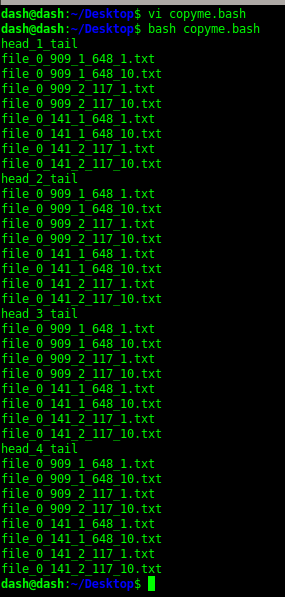 dash@dash:~/Desktop$ vi copyme.bash
dash@dash:~/Desktop$ bash copyme.bash
head_1_tail
file_0_909_1_648_1.txt
file_0_909_1_648_10.txt
file_0_909_2_117_1.txt
file_0_909_2_117_10.txt
file_0_141_1_648_1.txt
file_0_141_1_648_10.txt
file_0_141_2_117_1.txt
file_0_141_2_117_10.txt
head_2_tail
file_0_909_1_648_1.txt
file_0_909_1_648_10.txt
file_0_909_2_117_1.txt
file_0_909_2_117_10.txt
file_0_141_1_648_1.txt
file_0_141_1_648_10.txt
file_0_141_2_117_1.txt
file_0_141_2_117_10.txt
head_3_tail
file_0_909_1_648_1.txt
file_0_909_1_648_10.txt
file_0_909_2_117_1.txt
file_0_909_2_117_10.txt
file_0_141_1_648_1.txt
file_0_141_1_648_10.txt
file_0_141_2_117_1.txt
file_0_141_2_117_10.txt
head_4_tail
file_0_909_1_648_1.txt
file_0_909_1_648_10.txt
file_0_909_2_117_1.txt
file_0_909_2_117_10.txt
file_0_141_1_648_1.txt
file_0_141_1_648_10.txt
file_0_141_2_117_1.txt
file_0_141_2_117_10.txt
dash@dash:~/Desktop$